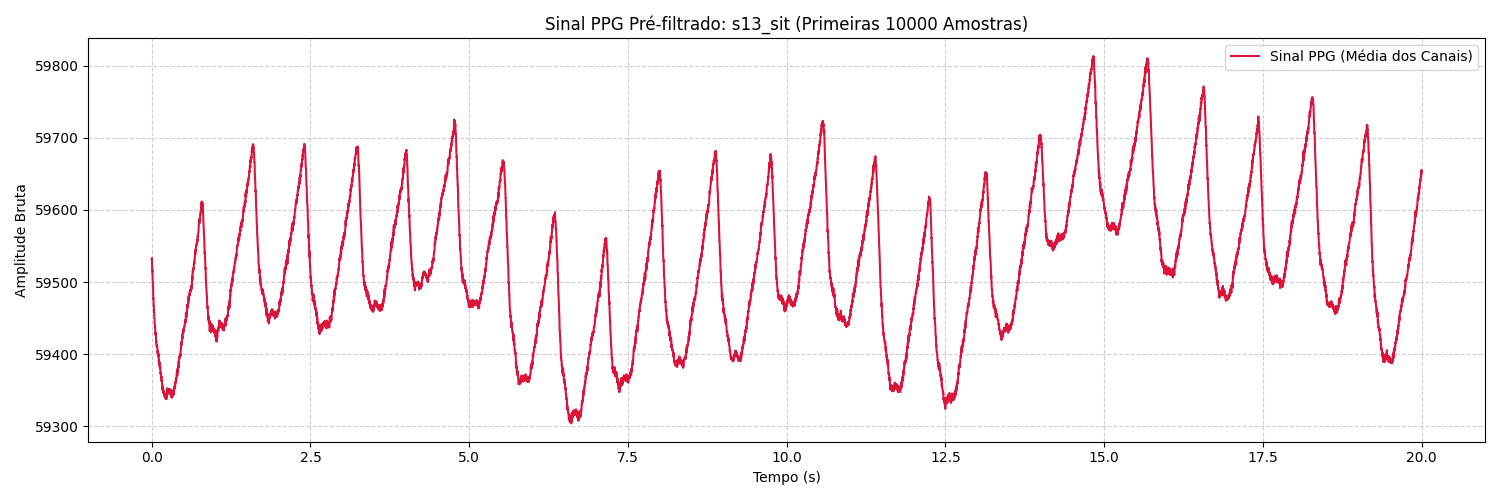 Sinal PPG Pré-filtrado: s13_sit (Primeiras 10000 Amostras)
Sinal PPG (Média dos Canais)
Amplitude Bruta
59800
59700
59600
59500
59400
59300
0.0 2.5 5.0 7.5 10.0 12.5 15.0 17.5 20.0
Tempo (s)